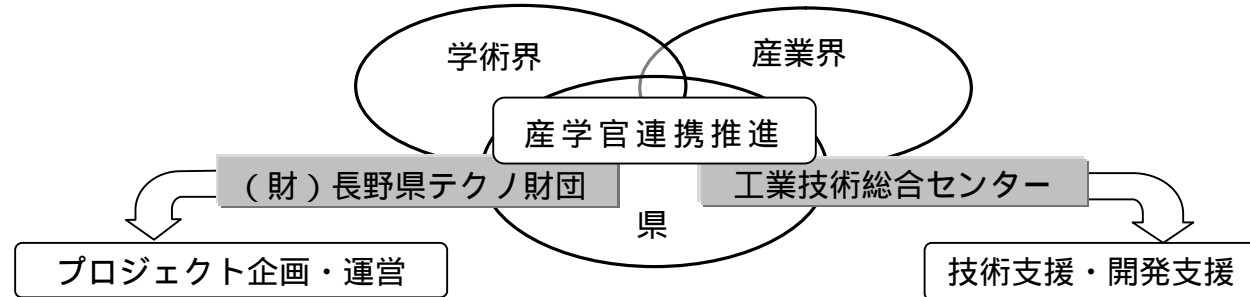 学術界
産業界
産学官連携推進
（財）長野県テクノ財団
工業技術総合センター
県
プロジェクト企画・運営
技術支援・開発支援